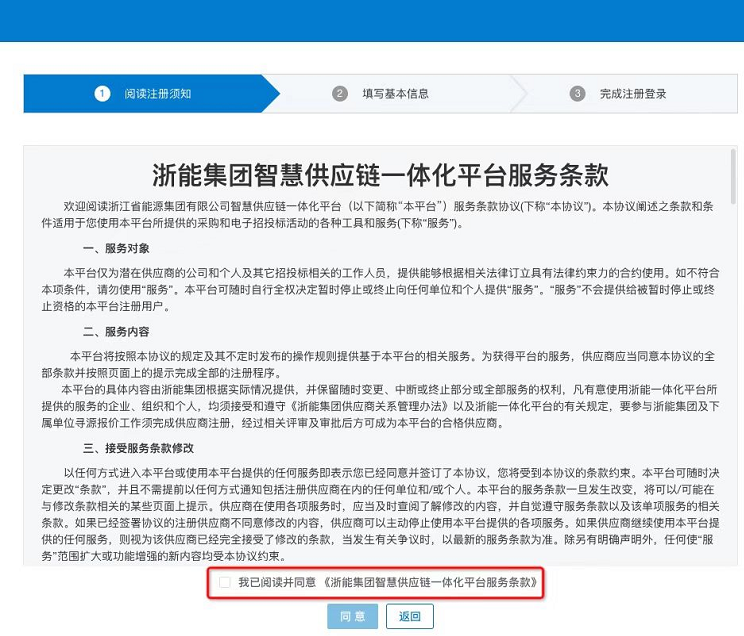 1 阅读注册须知
2 填写基本信息
3 完成注册登录
浙能集团智慧供应链一体化平台服务条款
欢迎阅读浙江省能源集团有限公司智慧供应链一体化平台（以下简称“本平台”）服务条款协议(下称“本协议”)。本协议阐述之条款和条
件适用于您使用本平台所提供的采购和电子招投标活动的各种工具和服务(下称“服务”)。
一、服务对象
本平台仅为潜在供应商的公司和个人及其它招投标相关的工作人员，提供能够根据相关法律订立具有法律约束力的合约使用。如不符合
本项条件，请勿使用“服务”。本平台可随时自行全权决定暂时停止或终止向任何单位和个人提供“服务”。“服务”不会提供给被暂时停止或终
止资格的本平台注册用户。
二、服务内容
本平台将按照本协议的规定及其不定时发布的操作规则提供基于本平台的相关服务。为获得平台的服务，供应商应当同意本协议的全
部条款并按照页面上的提示完成全部的注册程序。
本平台的具体内容由浙能集团根据实际情况提供，并保留随时变更、中断或终止部分或全部服务的权利，凡有意使用浙能一体化平台所
提供的服务的企业、组织和个人，均须接受和遵守《浙能集团供应商关系管理办法》以及浙能一体化平台的有关规定，要参与浙能集团及下
属单位寻源报价工作须完成供应商注册，经过相关评审及审批后方可成为本平台的合格供应商。
三、接受服务条款修改
以任何方式进入本平台或使用本平台提供的任何服务即表示您已经同意并签订了本协议，您将受到本协议的条款约束。本平台可随时决
定更改“条款”，并且不需提前以任何方式通知包括注册供应商在内的任何单位和/或个人。本平台的服务条款一旦发生改变，将可以/可能在
与修改条款相关的某些页面上提示。供应商在使用各项服务时，应当及时查阅了解修改的内容，并自觉遵守服务条款以及该单项服务的相关
条款。如果已经签署协议的注册供应商不同意修改的内容，供应商可以主动停止使用本平台提供的各项服务。如果供应商继续使用本平台提
供的任何服务，则视为该供应商已经完全接受了修改的条款，当发生有关争议时，以最新的服务条款为准。除另有明确声明外，任何使“服
务”范围扩大或功能增强的新内容均受本协议约束。
我已阅读并同意 《浙能集团智慧供应链一体化平台服务条款》
同 意
返回